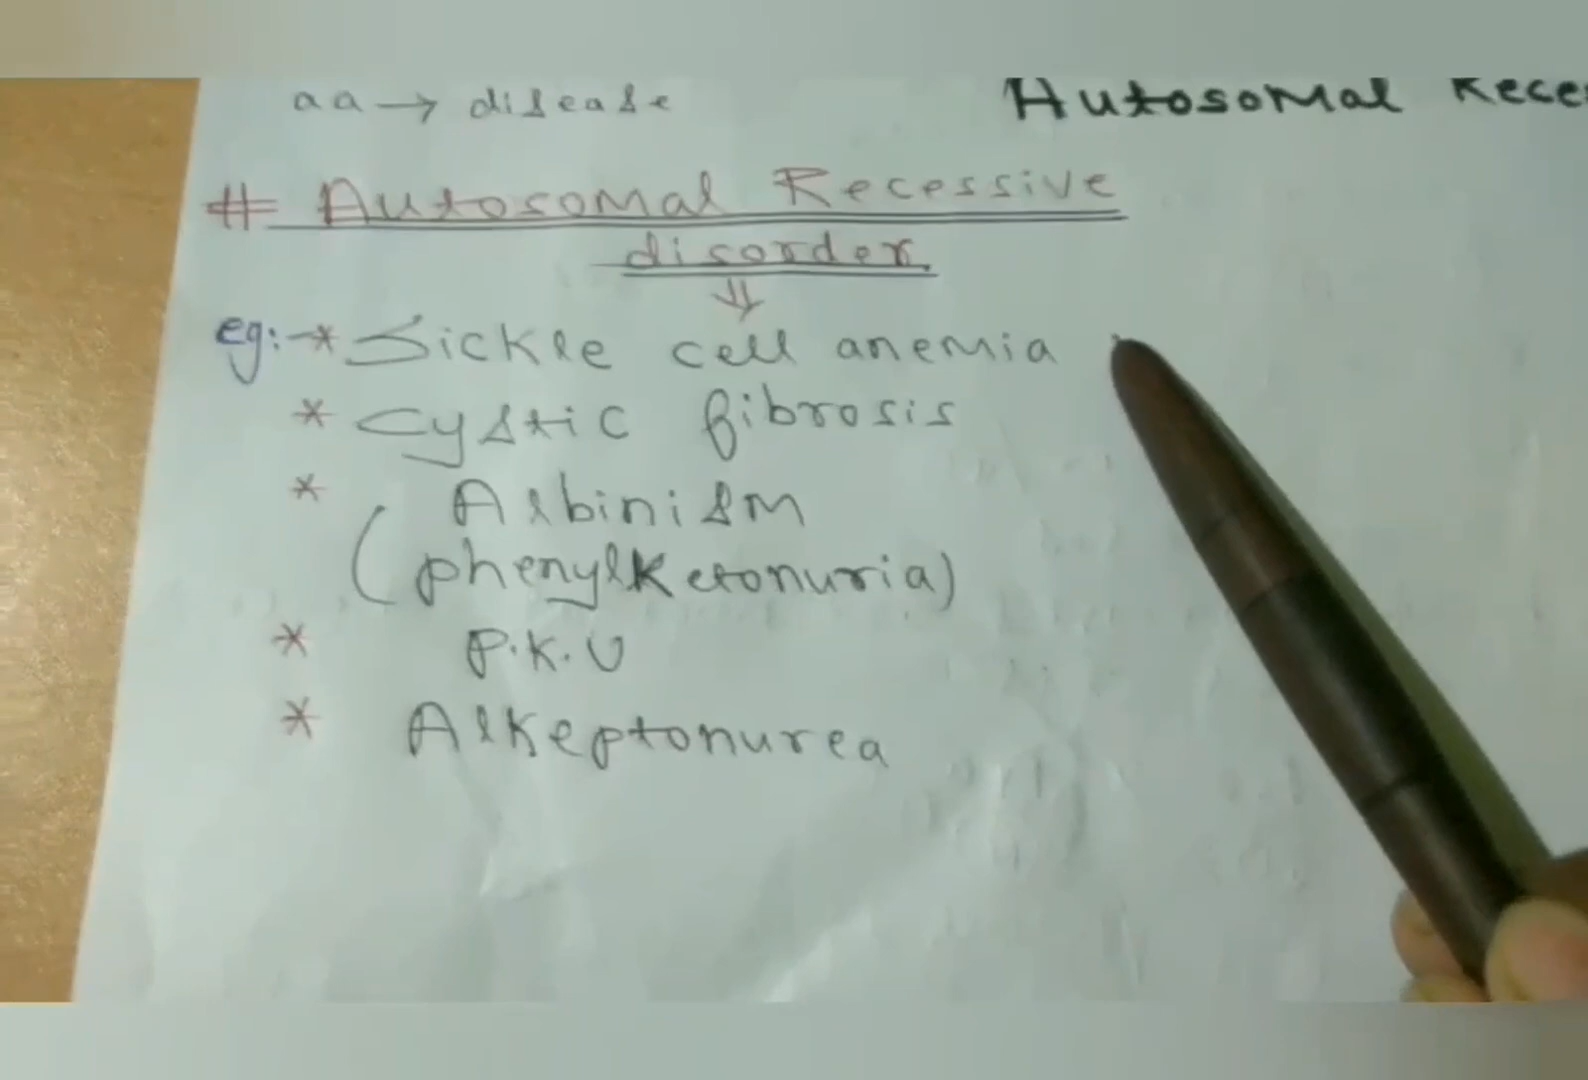 aa → disease
Autosomal Rece
# Autosomal Recessive
disorder
⇓
eg:- * Sickle cell anemia
* Cystic fibrosis
* Albinism
(phenylketonuria)
* P.K.U
* Alkeptonurea